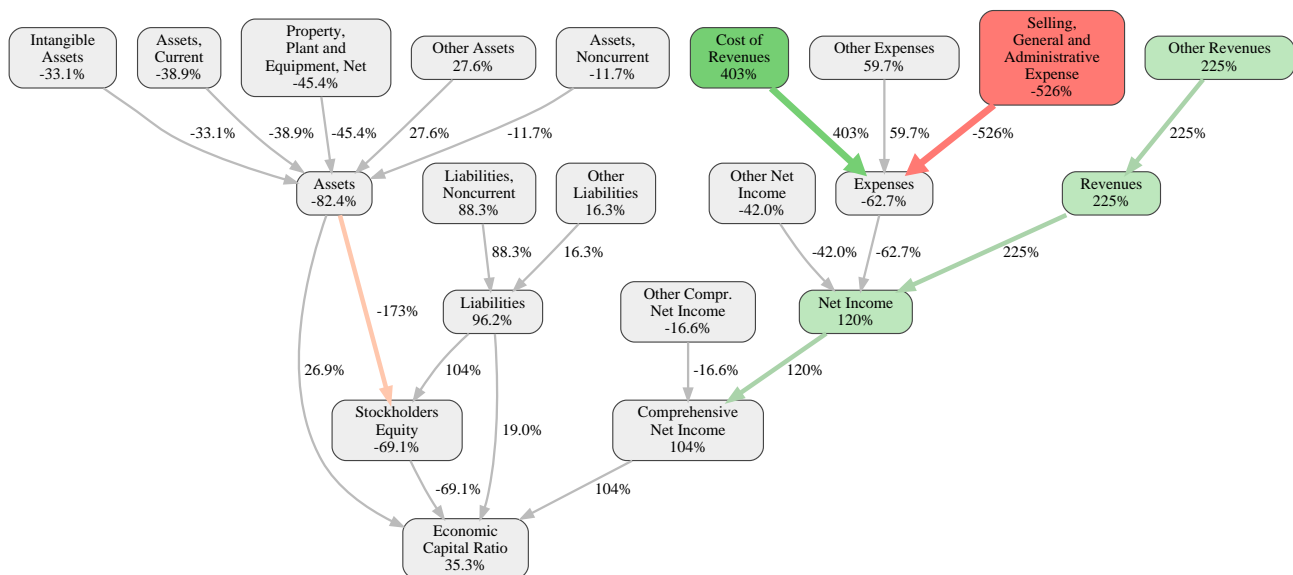 Intangible
Assets
-33.1%
Assets,
Current
-38.9%
Property,
Plant and
Equipment, Net
-45.4%
Other Assets
27.6%
Assets,
Noncurrent
-11.7%
Cost of
Revenues
403%
Other Expenses
59.7%
Selling,
General and
Administrative
Expense
-526%
Other Revenues
225%
-33.1%
-38.9%
-45.4%
27.6%
-11.7%
403%
59.7%
-526%
225%
Assets
-82.4%
Liabilities,
Noncurrent
88.3%
Other
Liabilities
16.3%
Other Net
Income
-42.0%
Expenses
-62.7%
Revenues
225%
88.3%
16.3%
-42.0%
-62.7%
225%
-173%
Liabilities
96.2%
Other Compr.
Net Income
-16.6%
Net Income
120%
26.9%
104%
-16.6%
120%
Stockholders
Equity
-69.1%
19.0%
Comprehensive
Net Income
104%
-69.1%
104%
Economic
Capital Ratio
35.3%